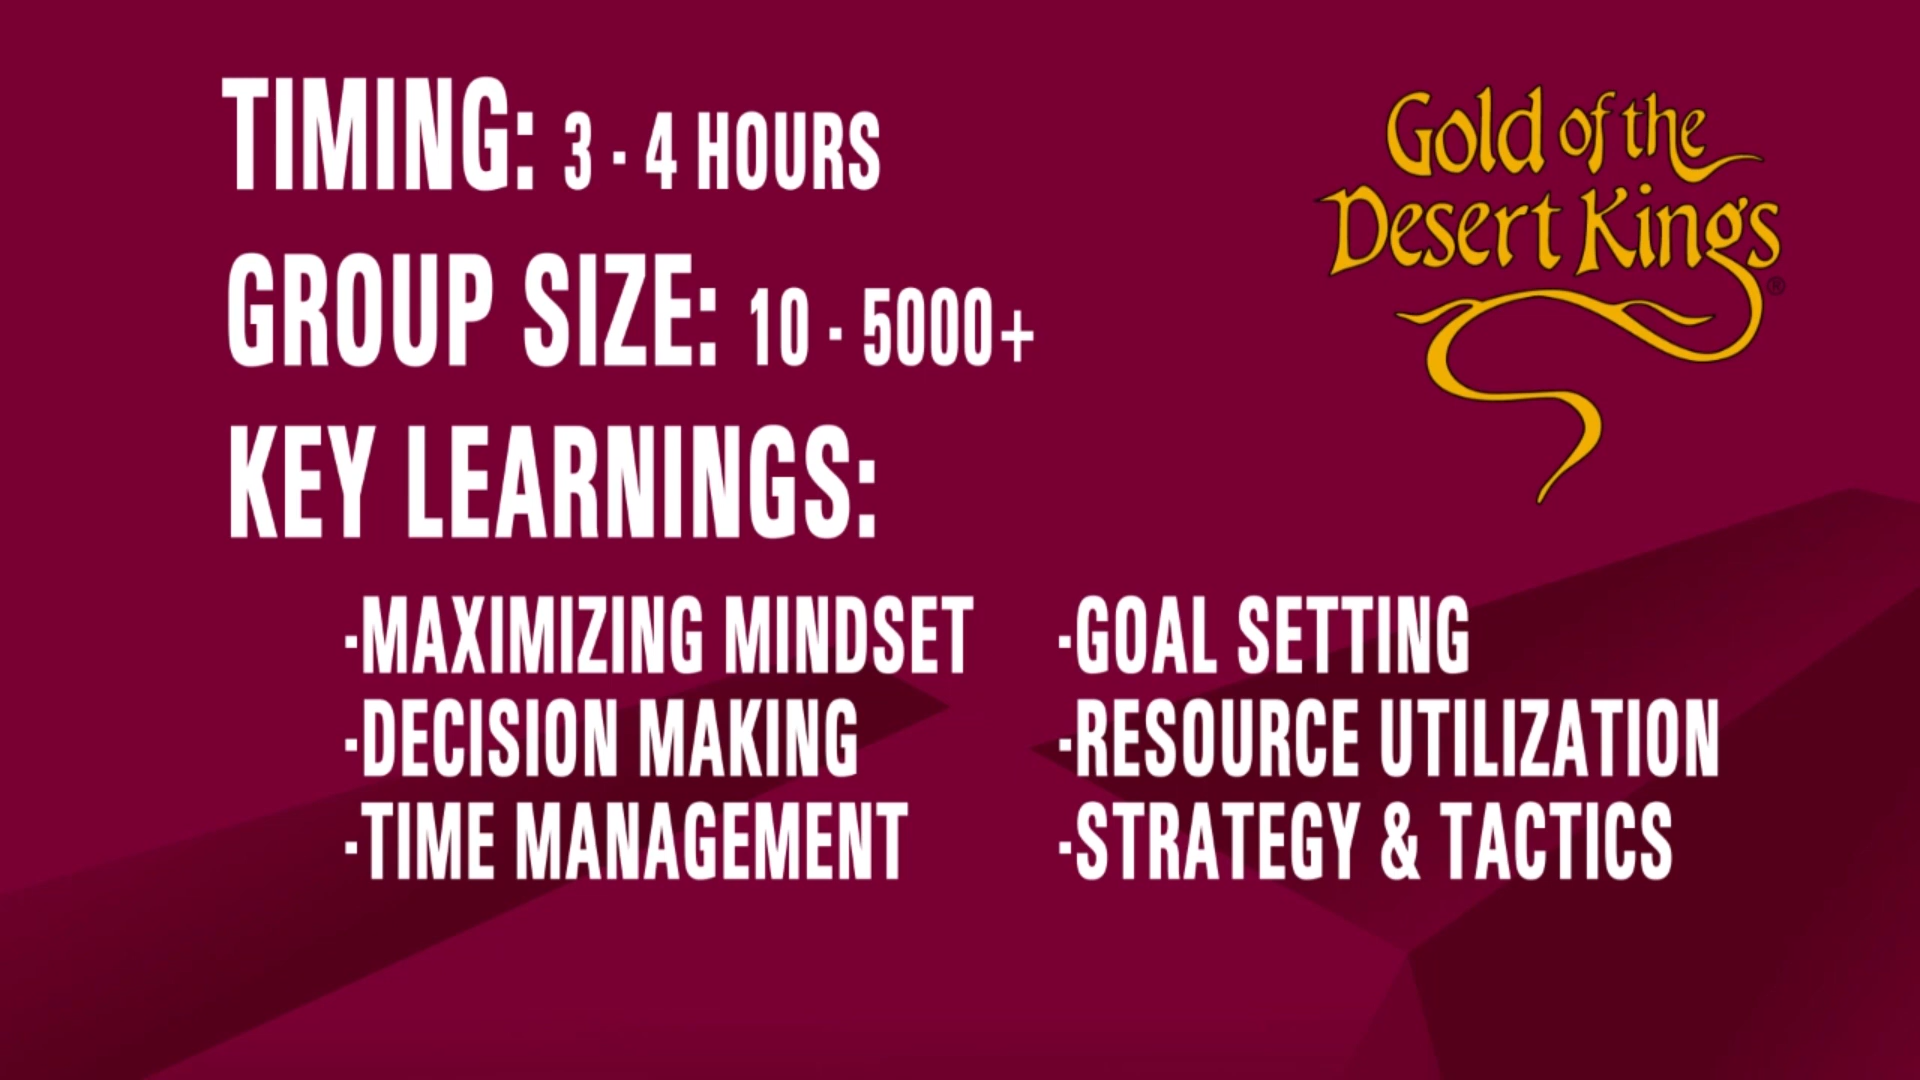 TIMING: 3 - 4 HOURS
GROUP SIZE: 10 - 5000+
KEY LEARNINGS:
-MAXIMIZING MINDSET
-DECISION MAKING
-TIME MANAGEMENT
-GOAL SETTING
-RESOURCE UTILIZATION
-STRATEGY & TACTICS
Gold of the
Desert Kings®